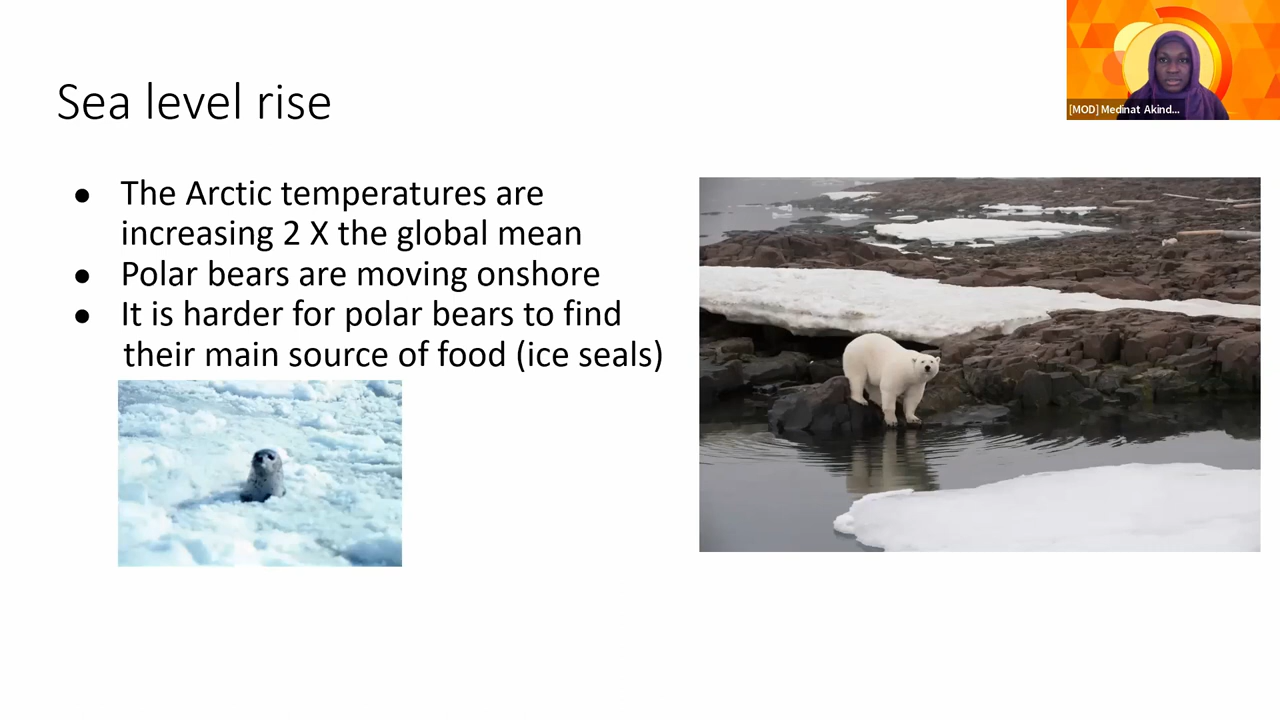 Sea level rise
[MOD] Medinat Akind...
● The Arctic temperatures are
increasing 2 X the global mean
● Polar bears are moving onshore
● It is harder for polar bears to find
their main source of food (ice seals)